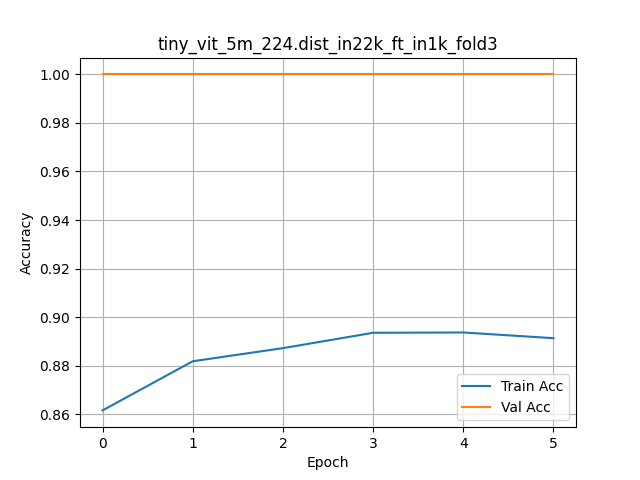 tiny_vit_5m_224.dist_in22k_ft_in1k_fold3
1.00
0.98
0.96
0.94
0.92
0.90
0.88
0.86
Accuracy
Train Acc
Val Acc
0 1 2 3 4 5
Epoch